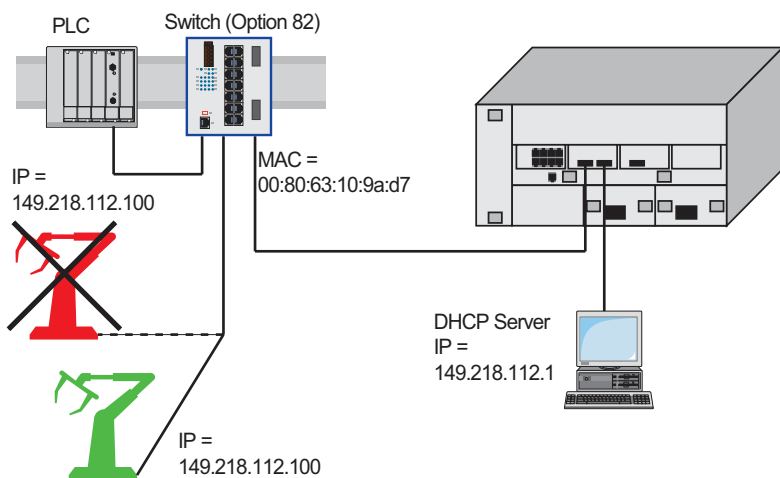 PLC
Switch (Option 82)
MAC =
00:80:63:10:9a:d7
IP =
149.218.112.100
DHCP Server
IP =
149.218.112.1
IP =
149.218.112.100